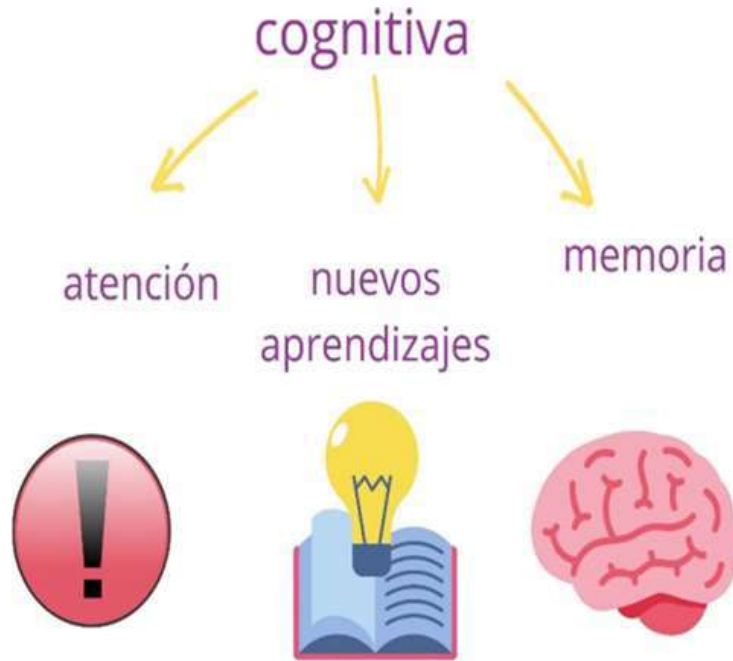 cognitiva
atención
nuevos
aprendizajes
memoria
!